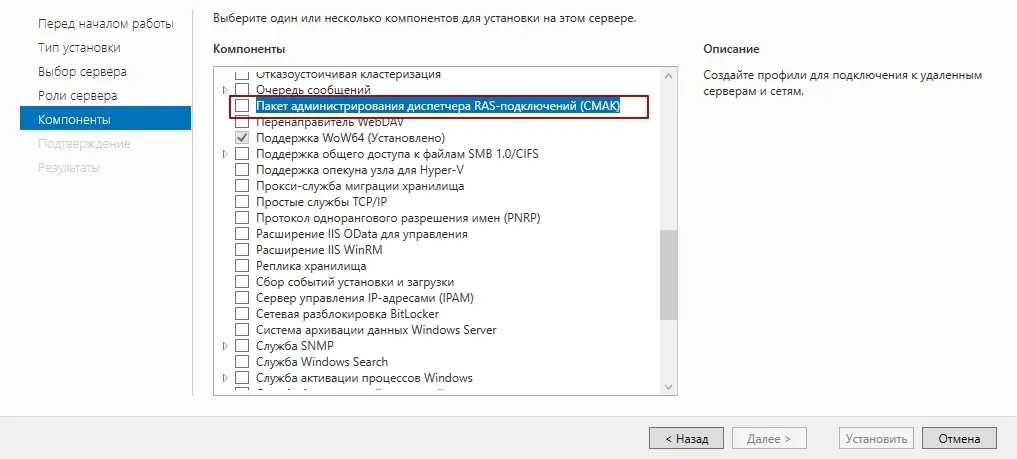 Перед началом работы
Тип установки
Выбор сервера
Роли сервера
Компоненты
Подтверждение
Результаты
Выберите один или несколько компонентов для установки на этом сервере.
Компоненты
Отказоустойчивая кластеризация
Очередь сообщений
Пакет администрирования диспетчера RAS-подключений (CMAK)
Перенаправитель WebDAV
Поддержка WoW64 (Установлено)
Поддержка общего доступа к файлам SMB 1.0/CIFS
Поддержка опекуна узла для Hyper-V
Прокси-служба миграции хранилища
Простые службы TCP/IP
Протокол однорангового разрешения имен (PNRP)
Расширение IIS OData для управления
Расширение IIS WinRM
Реплика хранилища
Сбор событий установки и загрузки
Сервер управления IP-адресами (IPAM)
Сетевая разблокировка BitLocker
Система архивации данных Windows Server
Служба SNMP
Служба Windows Search
Служба активации процессов Windows
Описание
Создайте профили для подключения к удаленным
серверам и сетям.
< Назад
Далее >
Установить
Отмена